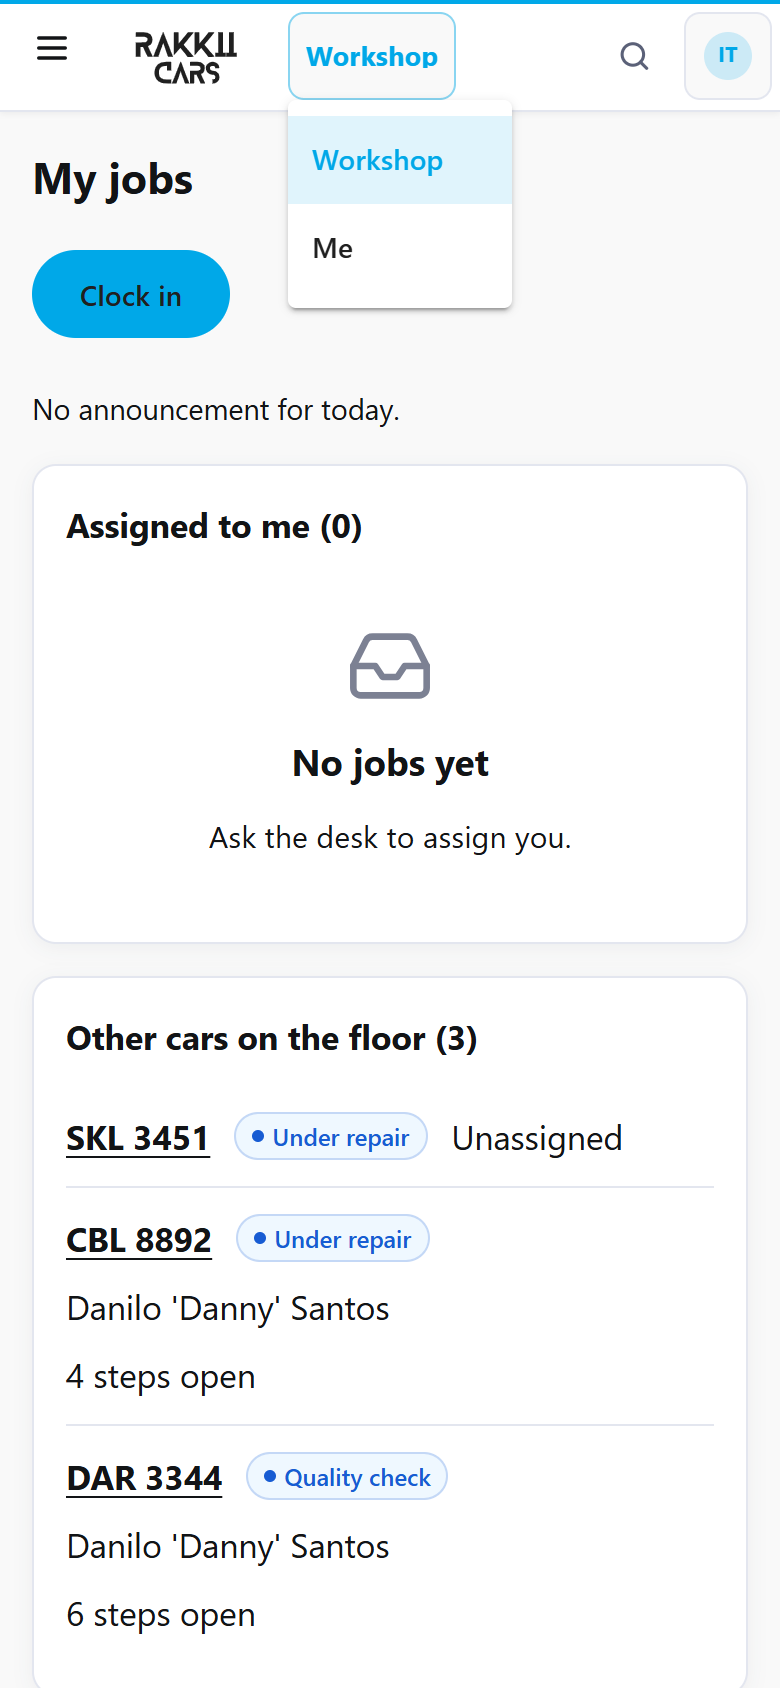 RAKKII
CARS
Workshop
IT
Workshop
Me
My jobs
Clock in
No announcement for today.
Assigned to me (0)
No jobs yet
Ask the desk to assign you.
Other cars on the floor (3)
SKL 3451 Under repair Unassigned
CBL 8892 Under repair
Danilo 'Danny' Santos
4 steps open
DAR 3344 Quality check
Danilo 'Danny' Santos
6 steps open